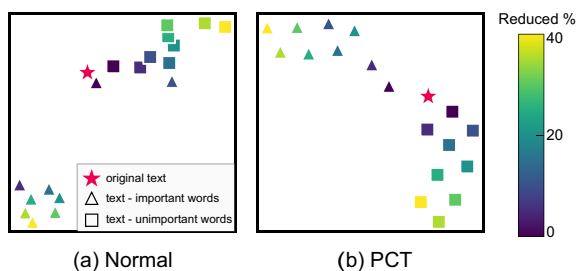 Reduced %
40
20
0
original text
text - important words
text - unimportant words
(a) Normal
(b) PCT